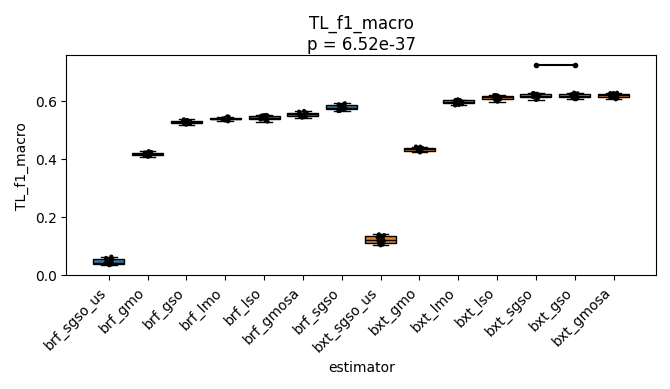 TL_f1_macro
p = 6.52e-37
TL_f1_macro
0.6
0.4
0.2
0.0
brf_sgso_us
brf_gmo
brf_gso
brf_lmo
brf_lso
brf_gmosa
brf_sgso
bxt_sgso_us
bxt_gmo
bxt_lmo
bxt_lso
bxt_sgso
bxt_gso
bxt_gmosa
estimator